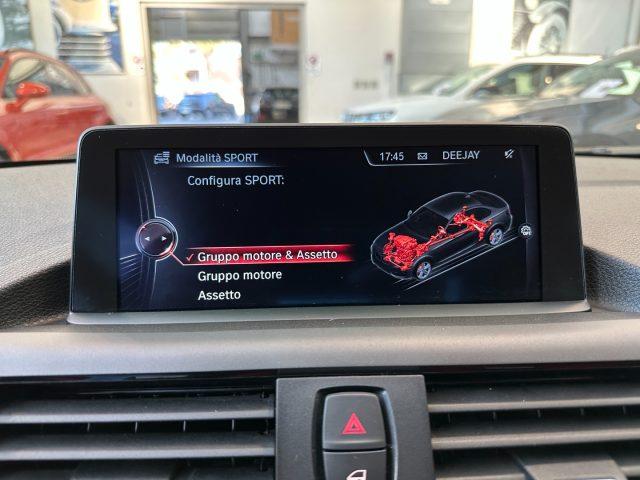 Modalità SPORT
17:45
DEEJAY
Configura SPORT:
Gruppo motore & Assetto
Gruppo motore
Assetto